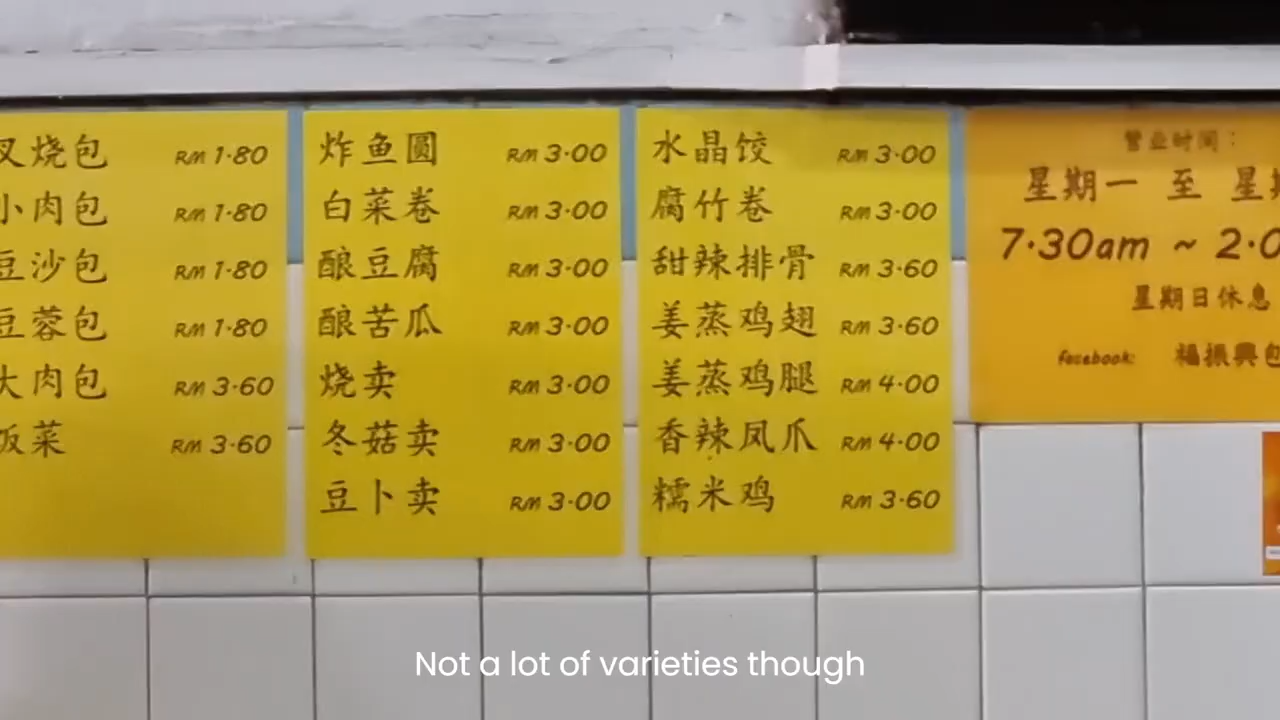 叉烧包 RM 1.80
小肉包 RM 1.80
豆沙包 RM 1.80
豆蓉包 RM 1.80
大肉包 RM 3.60
饭菜 RM 3.60
炸鱼圆 RM 3.00
白菜卷 RM 3.00
酿豆腐 RM 3.00
酿苦瓜 RM 3.00
烧卖 RM 3.00
冬菇卖 RM 3.00
豆卜卖 RM 3.00
水晶饺 RM 3.00
腐竹卷 RM 3.00
甜辣排骨 RM 3.60
姜蒸鸡翅 RM 3.60
姜蒸鸡腿 RM 4.00
香辣凤爪 RM 4.00
糯米鸡 RM 3.60
营业时间：
星期一 至 星期
7.30am ~ 2.0
星期日休息
facebook: 福振興包
Not a lot of varieties though